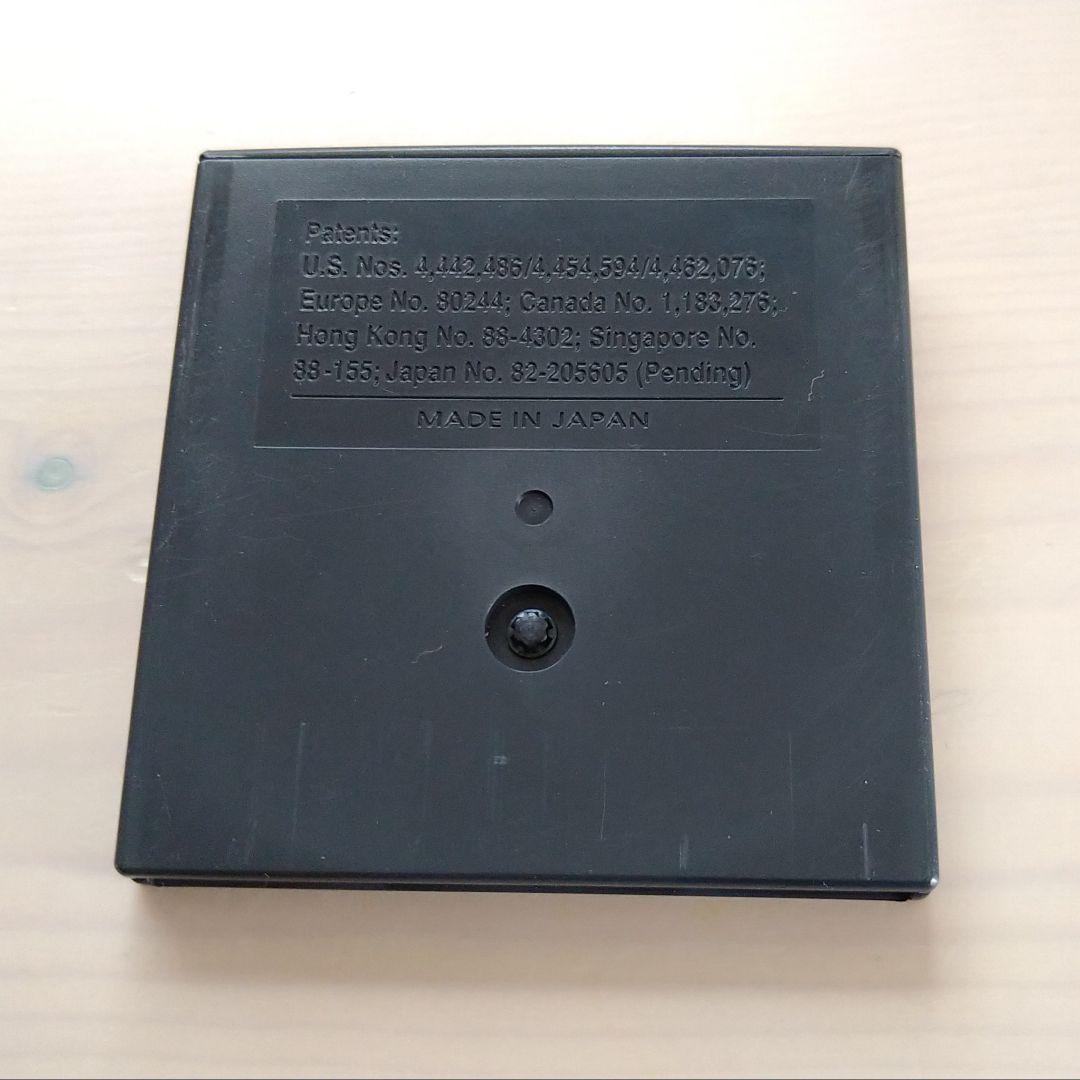 Patents:
U.S. Nos. 4,442,486/4,454,594/4,462,076;
Europe No. 80244; Canada No. 1,183,276;
Hong Kong No. 88-4302; Singapore No.
88-155; Japan No. 82-205605 (Pending)
MADE IN JAPAN